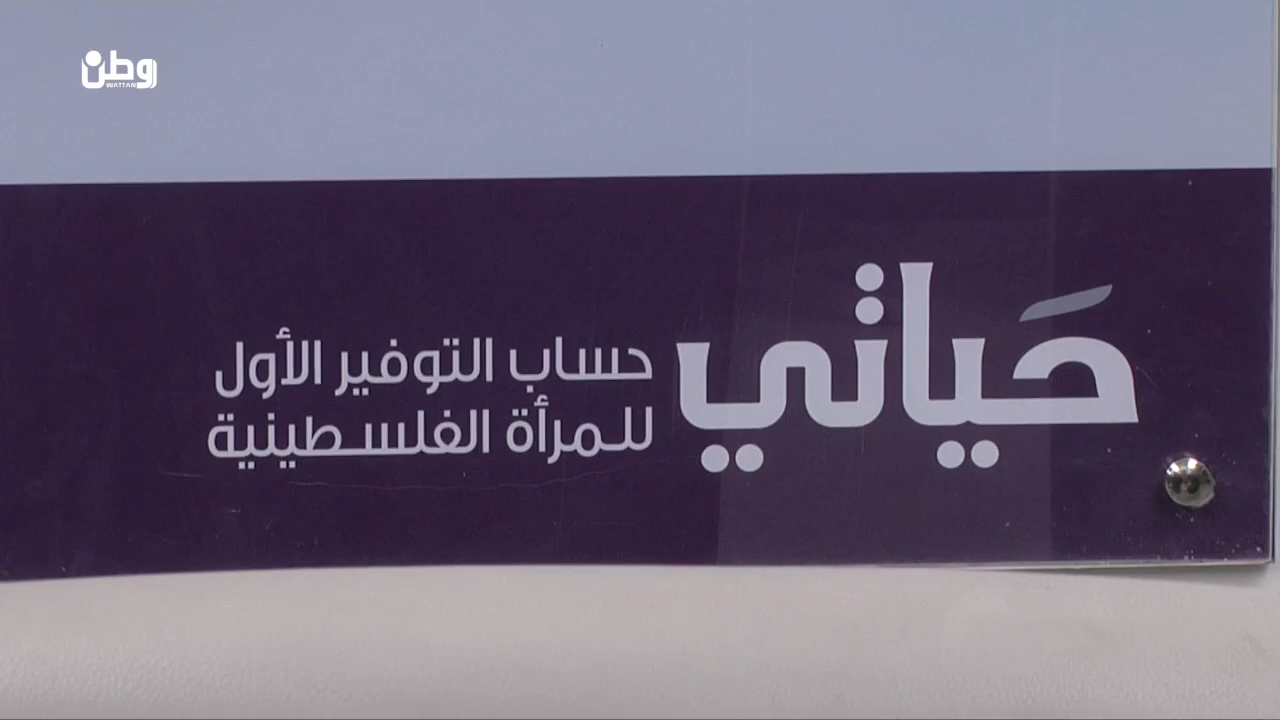 وطن
WATTAN
حَياتي
حساب التوفير الأول
للمرأة الفلسطينية